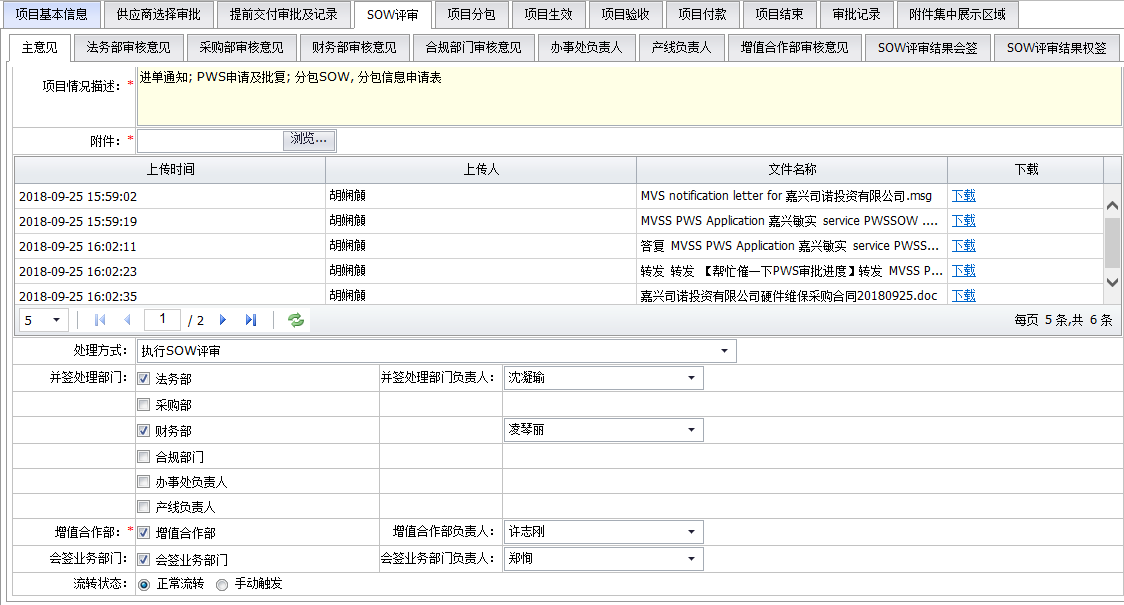 项目基本信息 供应商选择审批 提前交付审批及记录 SOW评审 项目分包 项目生效 项目验收 项目付款 项目结束 审批记录 附件集中展示区域
主意见 法务部审核意见 采购部审核意见 财务部审核意见 合规部门审核意见 办事处负责人 产线负责人 增值合作部审核意见 SOW评审结果会签 SOW评审结果权签
项目情况描述：* 进单通知; PWS申请及批复; 分包SOW, 分包信息申请表
附件：* 浏览...
上传时间 上传人 文件名称 下载
2018-09-25 15:59:02 胡娴頠 MVS notification letter for 嘉兴司诺投资有限公司.msg 下载
2018-09-25 15:59:19 胡娴頠 MVSS PWS Application 嘉兴敏实 service PWSSOW .... 下载
2018-09-25 16:02:11 胡娴頠 答复 MVSS PWS Application 嘉兴敏实 service PWSS... 下载
2018-09-25 16:02:23 胡娴頠 转发 转发 【帮忙催一下PWS审批进度】转发 MVSS P... 下载
2018-09-25 16:02:35 胡娴頠 嘉兴司诺投资有限公司硬件维保采购合同20180925.doc 下载
5 1 / 2 每页 5 条,共 6 条
处理方式： 执行SOW评审
并签处理部门： 法务部 并签处理部门负责人： 沈凝瑜
采购部
财务部 凌琴丽
合规部门
办事处负责人
产线负责人
增值合作部：* 增值合作部 增值合作部负责人： 许志刚
会签业务部门： 会签业务部门 会签业务部门负责人： 郑恂
流转状态： 正常流转 手动触发